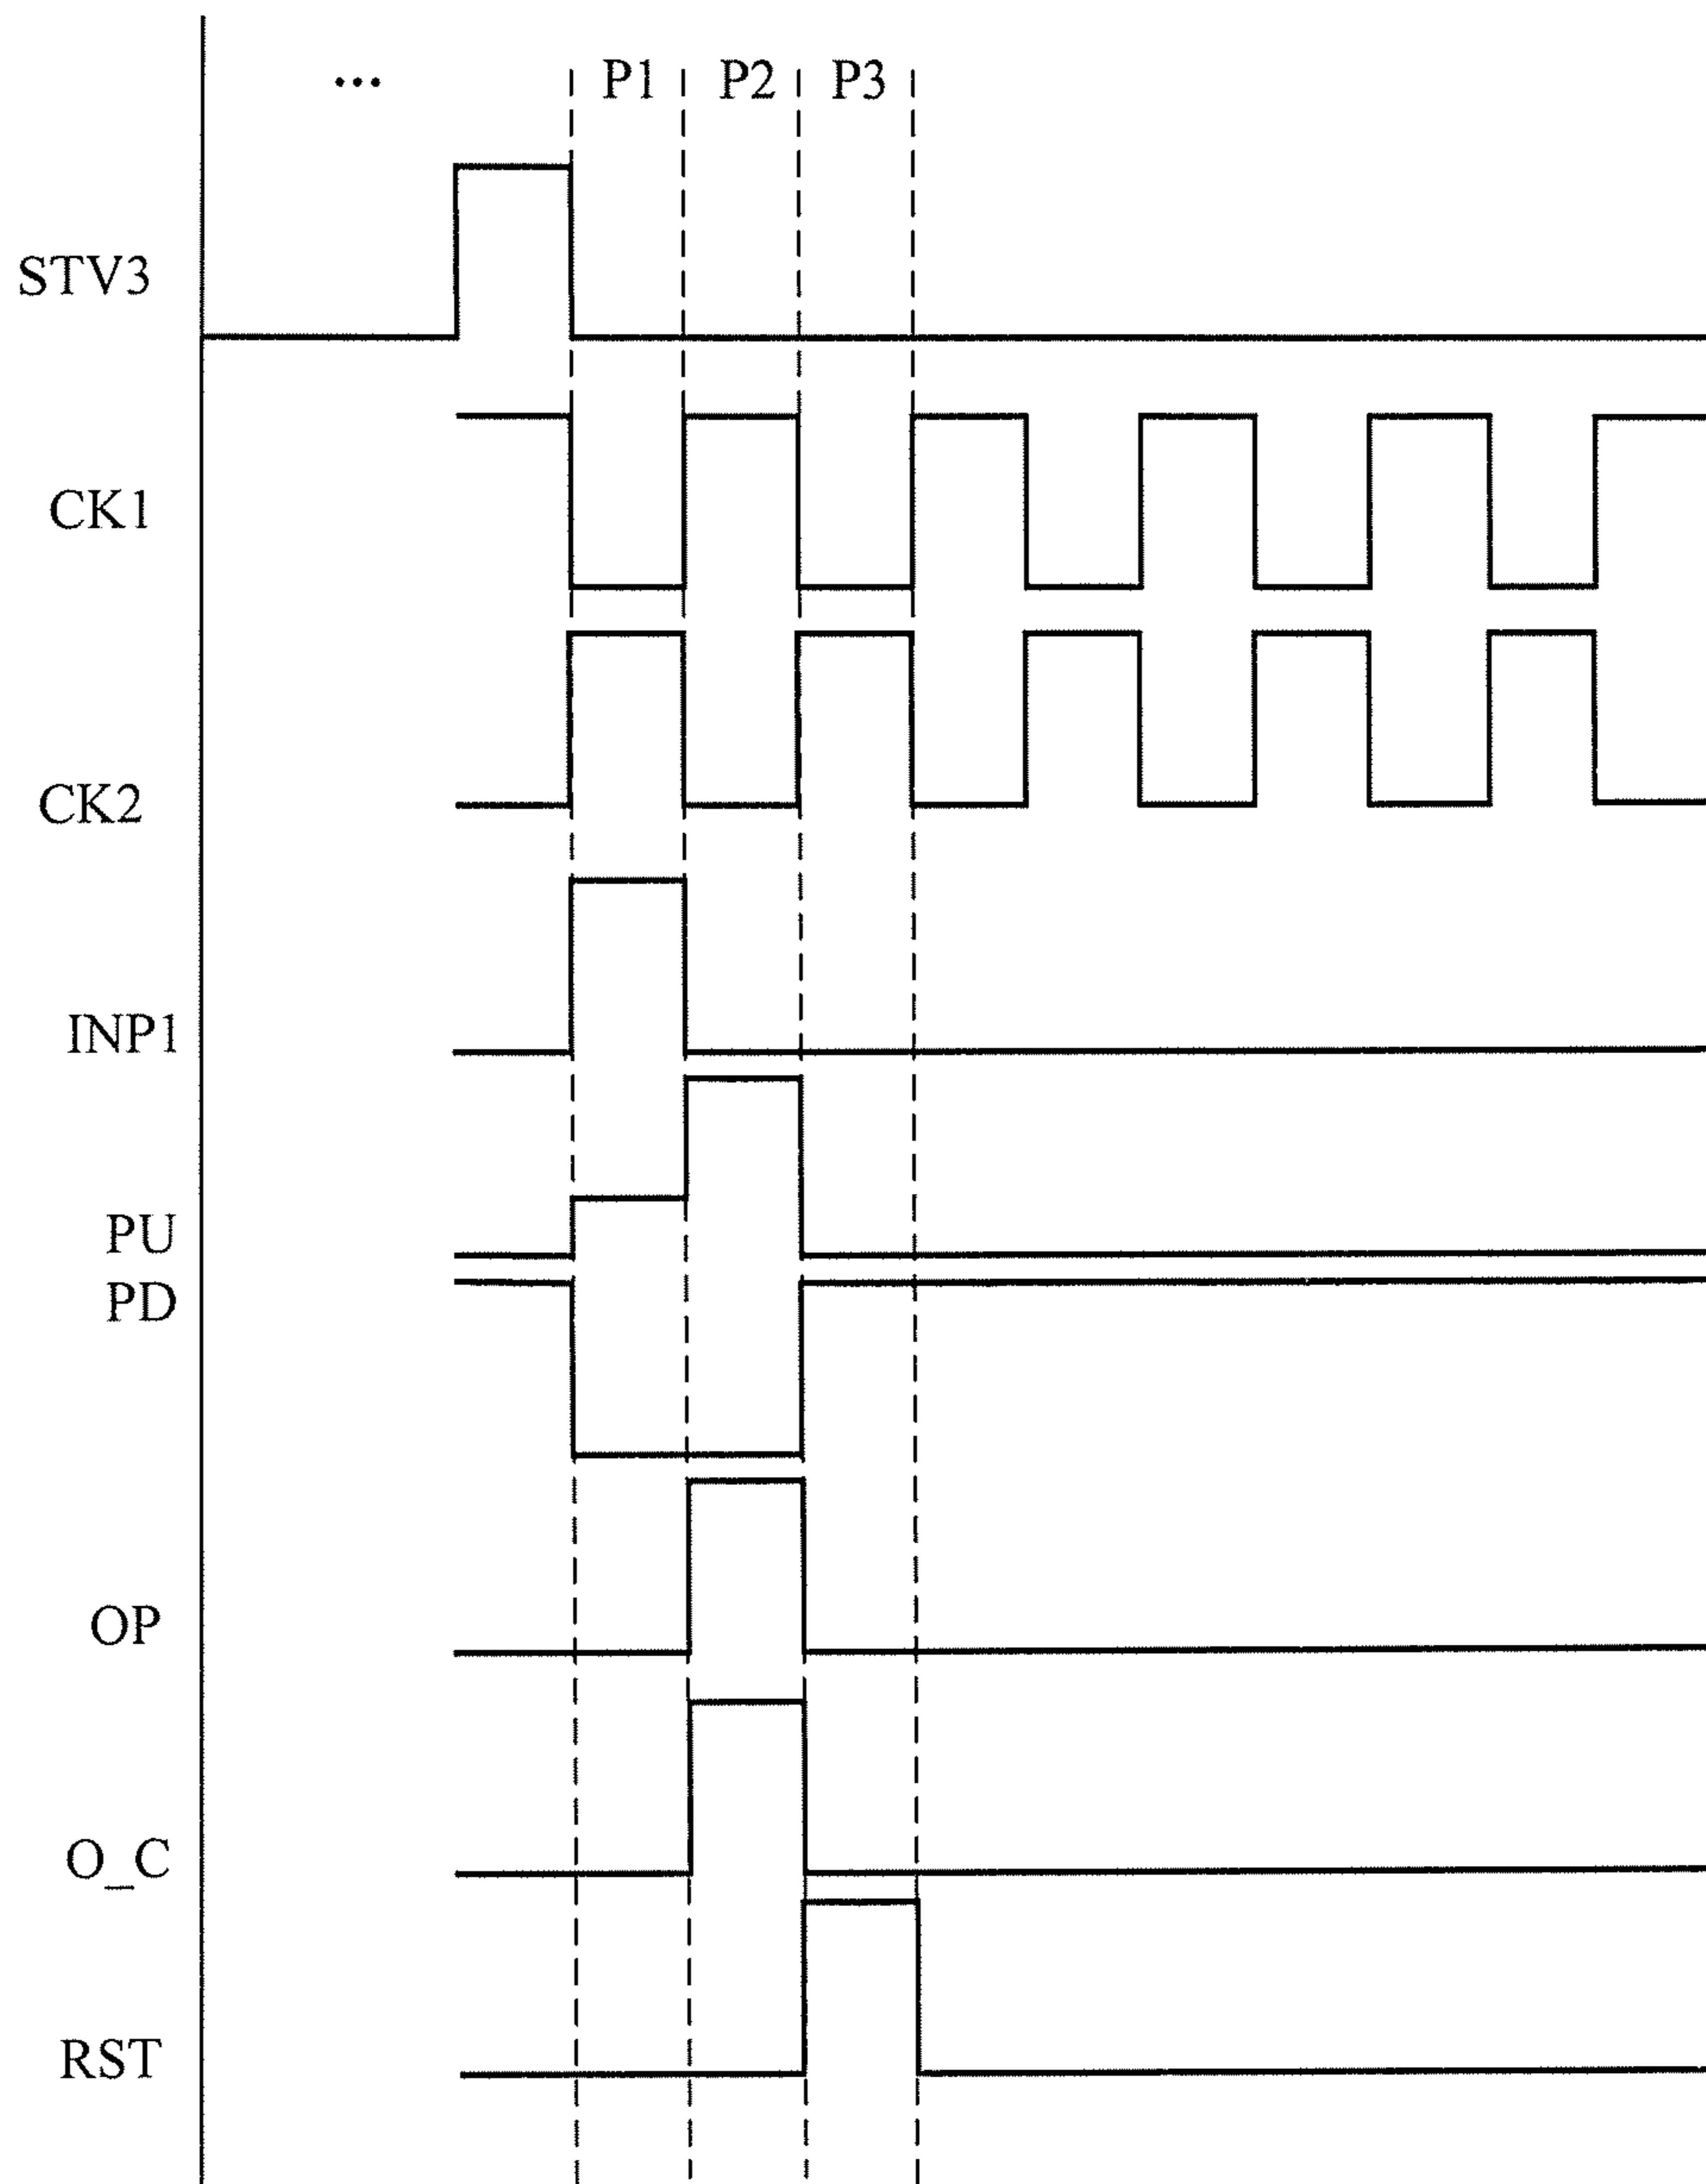 ... P1 P2 P3
STV3
CK1
CK2
INP1
PU
PD
OP
O_C
RST